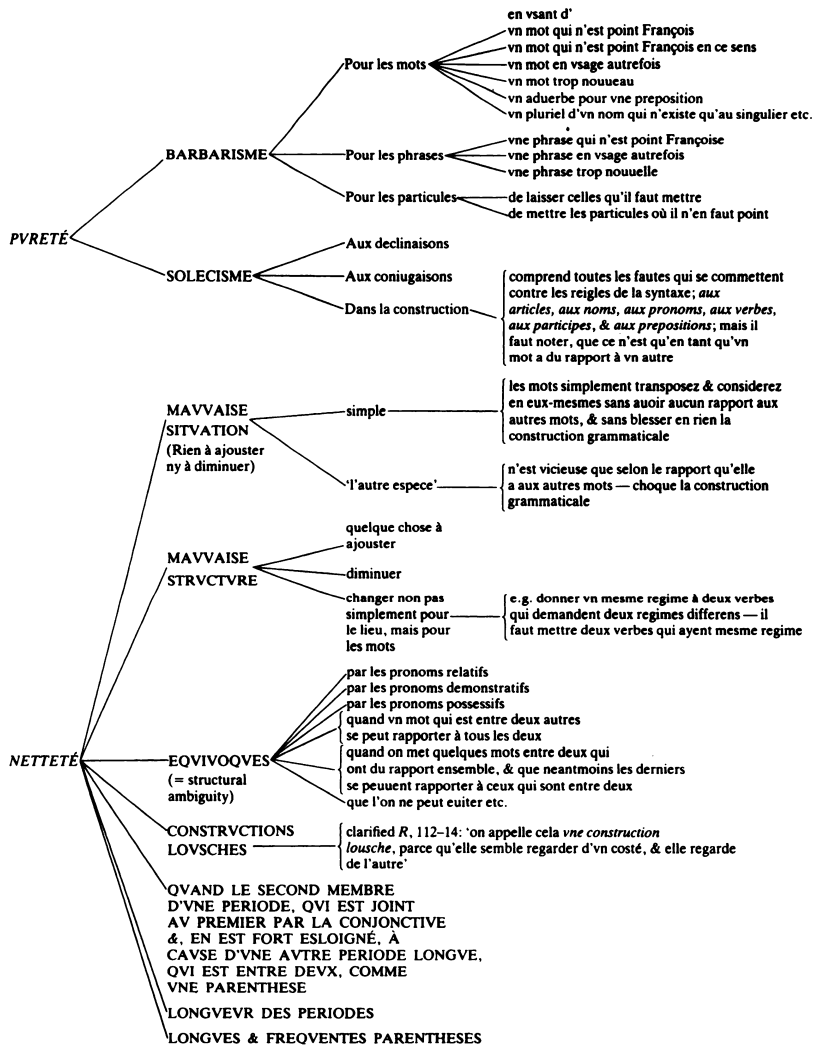 en vsant d'
vn mot qui n'est point François
vn mot qui n'est point François en ce sens
Pour les mots
vn mot en vsage autrefois
vn mot trop nouueau
vn aduerbe pour vne preposition
vn pluriel d'vn nom qui n'existe qu'au singulier etc.
vne phrase qui n'est point Françoise
BARBARISME
Pour les phrases
vne phrase en vsage autrefois
vne phrase trop nouuelle
Pour les particules
de laisser celles qu'il faut mettre
de mettre les particules où il n'en faut point
PVRETÉ
Aux declinaisons
SOLECISME
Aux coniugaisons
Dans la construction
comprend toutes les fautes qui se commettent
contre les reigles de la syntaxe; aux
articles, aux noms, aux pronoms, aux verbes,
aux participes, & aux prepositions; mais il
faut noter, que ce n'est qu'en tant qu'vn
mot a du rapport à vn autre
MAVVAISE
SITVATION
(Rien à ajouster
ny à diminuer)
simple
les mots simplement transposez & considerez
en eux-mesmes sans auoir aucun rapport aux
autres mots, & sans blesser en rien la
construction grammaticale
'l'autre espece'
n'est vicieuse que selon le rapport qu'elle
a aux autres mots — choque la construction
grammaticale
MAVVAISE
STRVCTVRE
quelque chose à
ajouster
diminuer
changer non pas
simplement pour
le lieu, mais pour
les mots
e.g. donner vn mesme regime à deux verbes
qui demandent deux regimes differens — il
faut mettre deux verbes qui ayent mesme regime
NETTETÉ
EQVIVOQVES
(= structural
ambiguity)
par les pronoms relatifs
par les pronoms demonstratifs
par les pronoms possessifs
quand vn mot qui est entre deux autres
se peut rapporter à tous les deux
quand on met quelques mots entre deux qui
ont du rapport ensemble, & que neantmoins les derniers
se peuuent rapporter à ceux qui sont entre deux
que l'on ne peut euiter etc.
CONSTRVCTIONS
LOVSCHES
clarified R, 112–14: 'on appelle cela vne construction
lousche, parce qu'elle semble regarder d'vn costé, & elle regarde
de l'autre'
QVAND LE SECOND MEMBRE
D'VNE PERIODE, QVI EST JOINT
AV PREMIER PAR LA CONJONCTIVE
&, EN EST FORT ESLOIGNÉ, À
CAVSE D'VNE AVTRE PERIODE LONGVE,
QVI EST ENTRE DEVX, COMME
VNE PARENTHESE
LONGVEVR DES PERIODES
LONGVES & FREQVENTES PARENTHESES